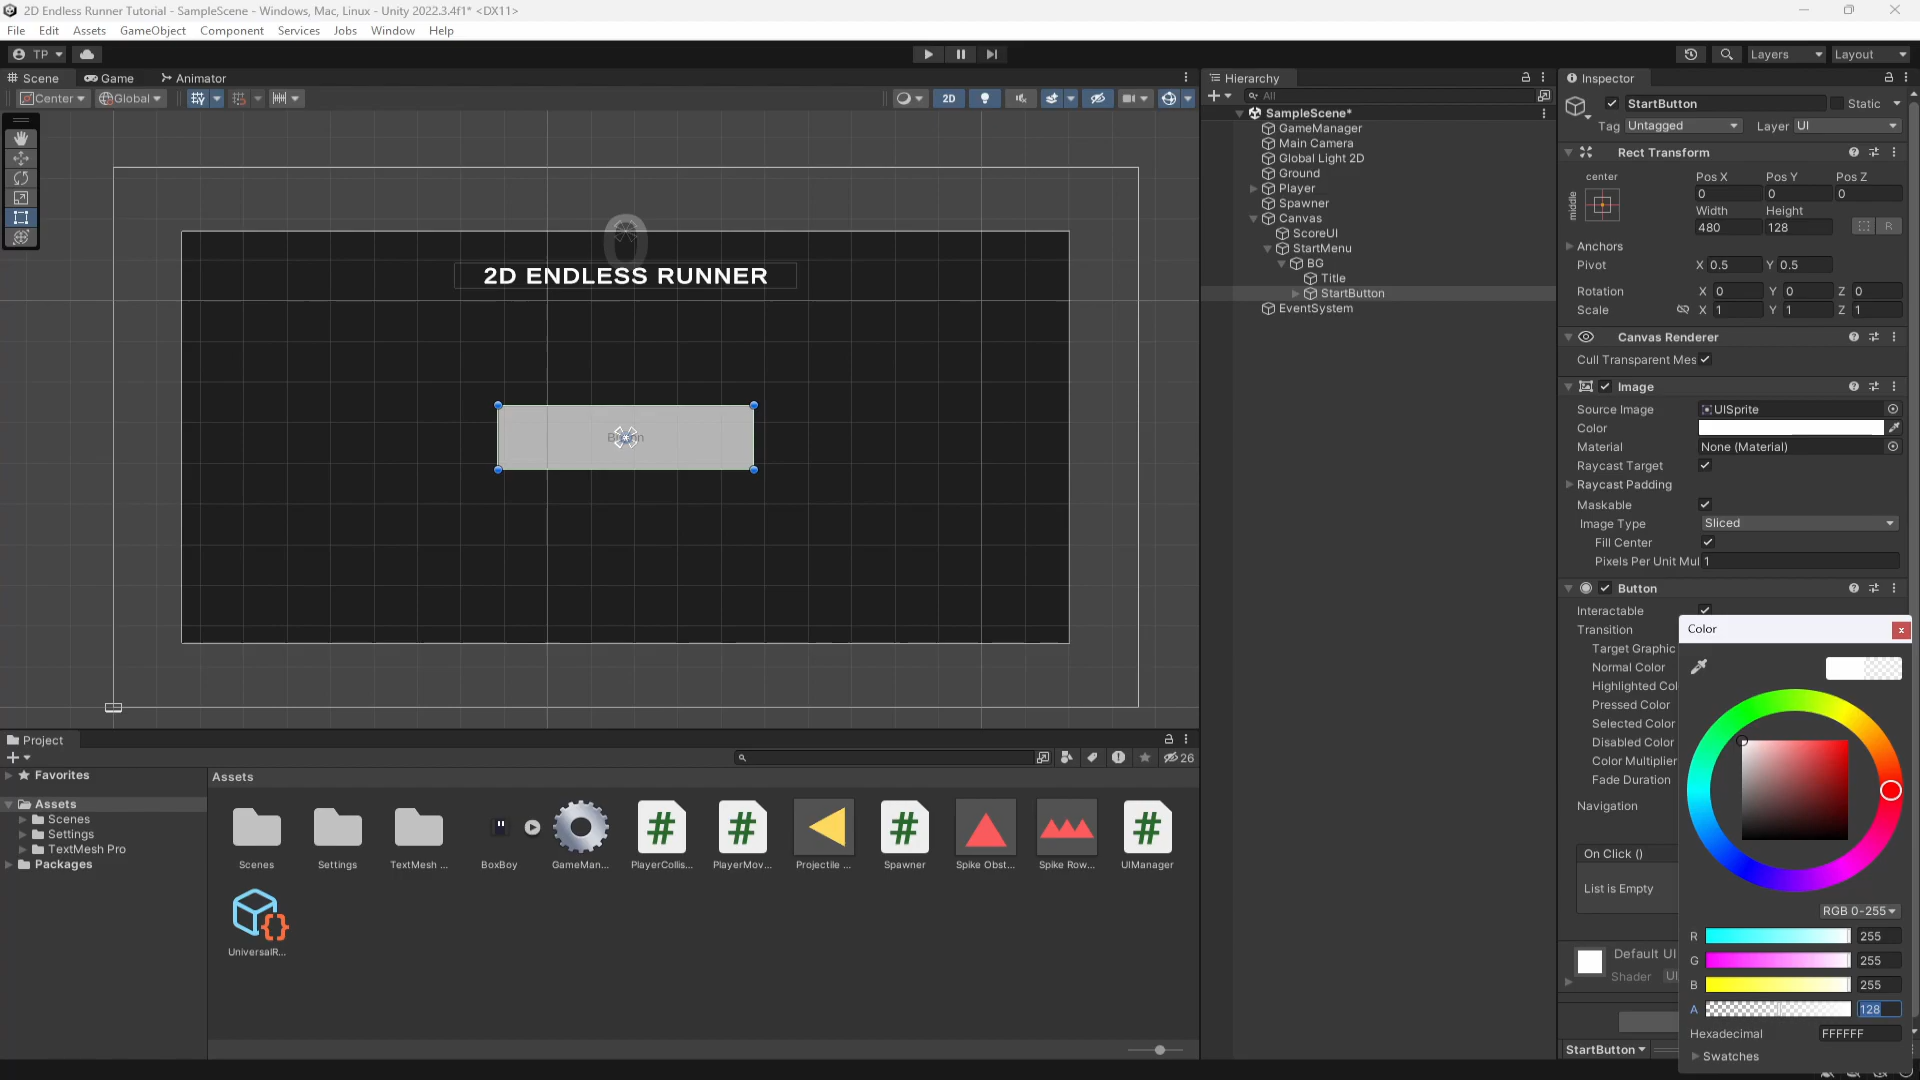 2D Endless Runner Tutorial - SampleScene - Windows, Mac, Linux - Unity 2022.3.4f1* <DX11>
File Edit Assets GameObject Component Services Jobs Window Help
TP Layers Layout
Scene Game Animator
Center Global 2D
2D ENDLESS RUNNER
Hierarchy
All
SampleScene*
GameManager
Main Camera
Global Light 2D
Ground
Player
Spawner
Canvas
ScoreUI
StartMenu
BG
Title
StartButton
EventSystem
Inspector
StartButton Static
Tag Untagged Layer UI
Rect Transform
center Pos X Pos Y Pos Z
middle 0 0 0
Width Height
480 128 R
Anchors
Pivot X 0.5 Y 0.5
Rotation X 0 Y 0 Z 0
Scale X 1 Y 1 Z 1
Canvas Renderer
Cull Transparent Mes
Image
Source Image UISprite
Color
Material None (Material)
Raycast Target
Raycast Padding
Maskable
Image Type Sliced
Fill Center
Pixels Per Unit Mul 1
Button
Interactable
Transition
Target Graphic
Normal Color
Highlighted Col
Pressed Color
Selected Color
Disabled Color
Color Multiplier
Fade Duration
Navigation
On Click ()
List is Empty
Default UI
Shader UI
StartButton
Color
RGB 0-255
R 255
G 255
B 255
A 128
Hexadecimal FFFFFF
Swatches
Project
26
Favorites
Assets
Scenes
Settings
TextMesh Pro
Packages
Assets
Scenes Settings TextMesh ... BoxBoy GameMan... PlayerCollis... PlayerMov... Projectile ... Spawner Spike Obst... Spike Row... UIManager
UniversalR...